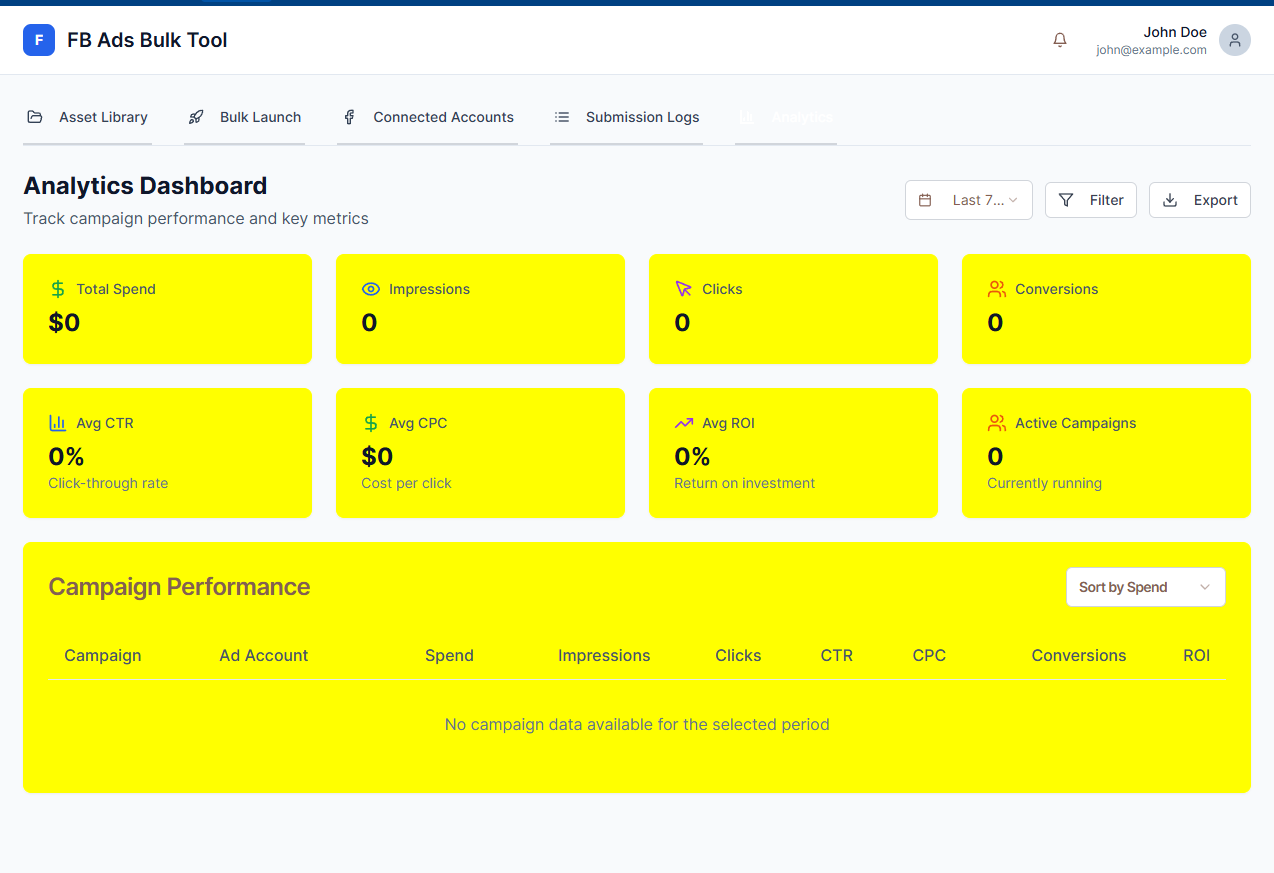 F FB Ads Bulk Tool
John Doe
john@example.com
Asset Library Bulk Launch Connected Accounts Submission Logs Analytics
Analytics Dashboard
Track campaign performance and key metrics
Last 7... Filter Export
Total Spend Impressions Clicks Conversions
$0 0 0 0
Avg CTR Avg CPC Avg ROI Active Campaigns
0% $0 0% 0
Click-through rate Cost per click Return on investment Currently running
Campaign Performance Sort by Spend
Campaign Ad Account Spend Impressions Clicks CTR CPC Conversions ROI
No campaign data available for the selected period